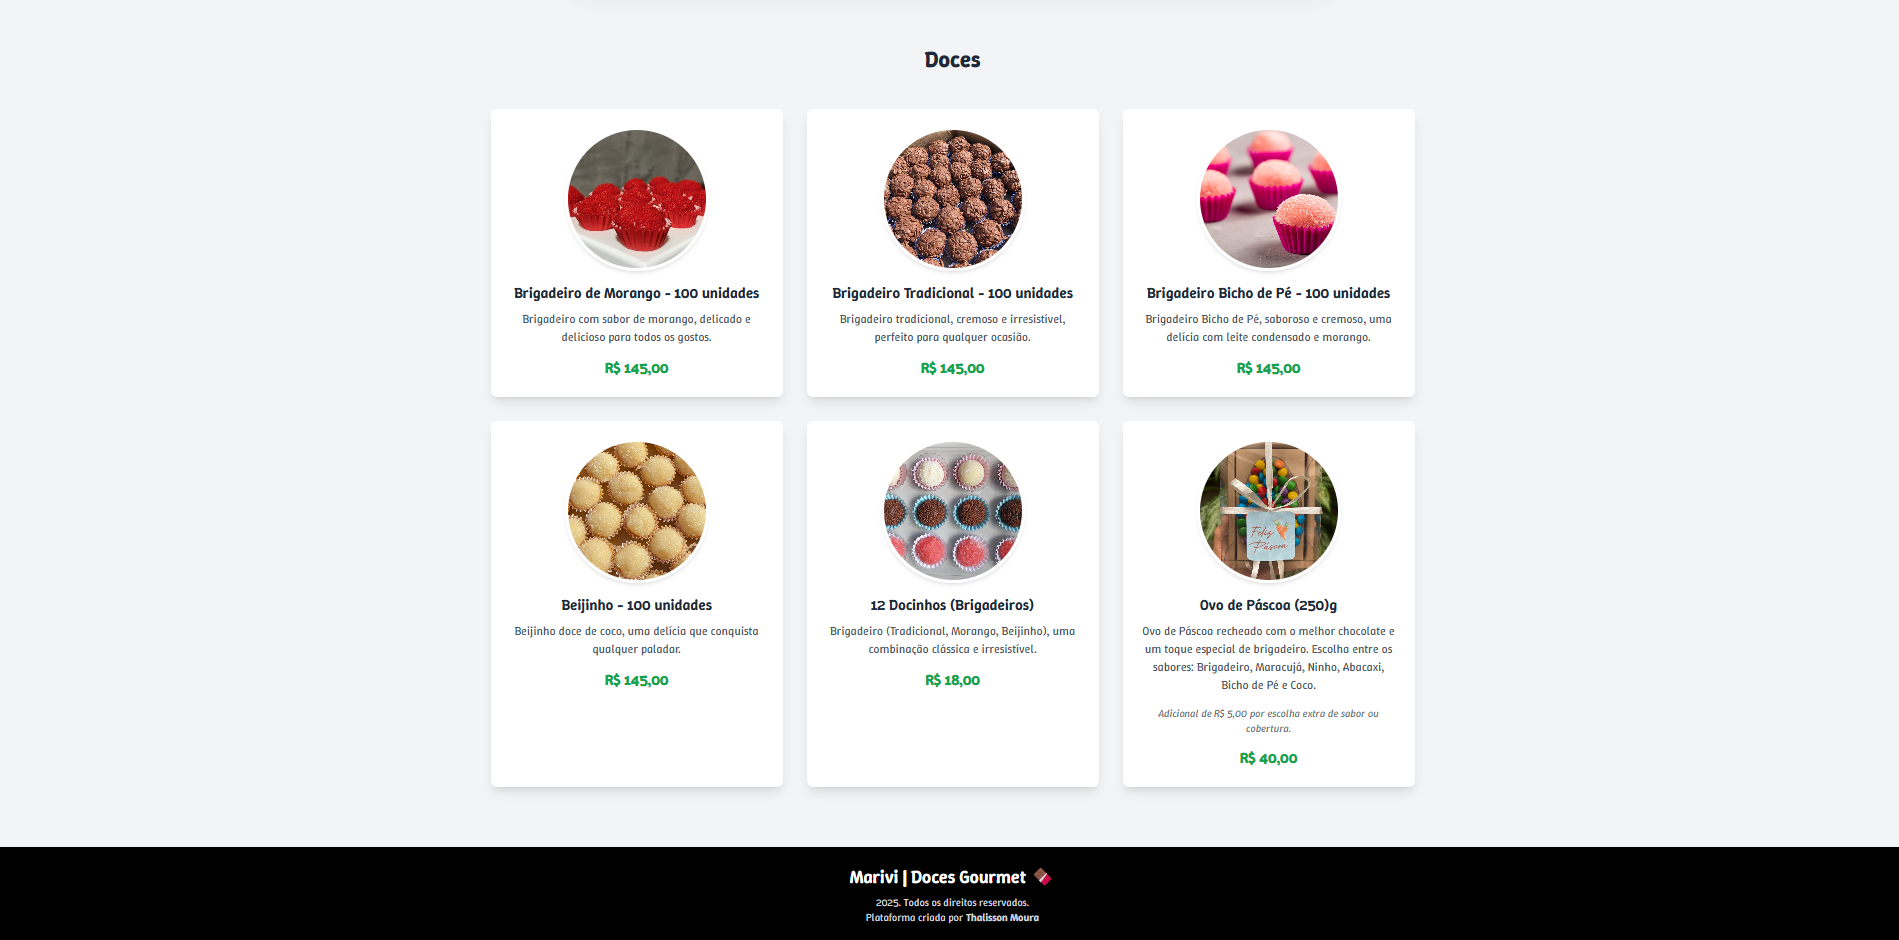 Doces
Brigadeiro de Morango - 100 unidades
Brigadeiro com sabor de morango, delicado e
delicioso para todos os gostos.
R$ 145,00
Brigadeiro Tradicional - 100 unidades
Brigadeiro tradicional, cremoso e irresistível,
perfeito para qualquer ocasião.
R$ 145,00
Brigadeiro Bicho de Pé - 100 unidades
Brigadeiro Bicho de Pé, saboroso e cremoso, uma
delícia com leite condensado e morango.
R$ 145,00
Beijinho - 100 unidades
Beijinho doce de coco, uma delícia que conquista
qualquer paladar.
R$ 145,00
12 Docinhos (Brigadeiros)
Brigadeiro (Tradicional, Morango, Beijinho), uma
combinação clássica e irresistível.
R$ 18,00
Feliz
Páscoa
Ovo de Páscoa (250)g
Ovo de Páscoa recheado com o melhor chocolate e
um toque especial de brigadeiro. Escolha entre os
sabores: Brigadeiro, Maracujá, Ninho, Abacaxi,
Bicho de Pé e Coco.
Adicional de R$ 5,00 por escolha extra de sabor ou
cobertura.
R$ 40,00
Marivi | Doces Gourmet
2025. Todos os direitos reservados.
Plataforma criada por Thalisson Moura